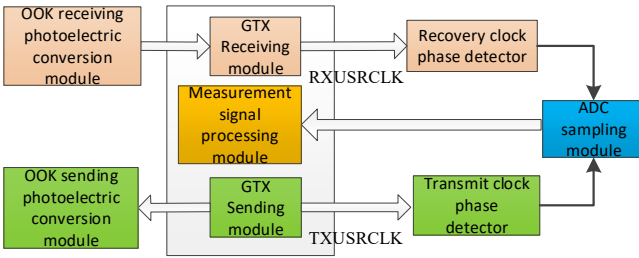 OOK receiving
photoelectric
conversion
module
GTX
Receiving
module
RXUSRCLK
Recovery clock
phase detector
Measurement
signal
processing
module
ADC
sampling
module
OOK sending
photoelectric
conversion
module
GTX
Sending
module
TXUSRCLK
Transmit clock
phase
detector